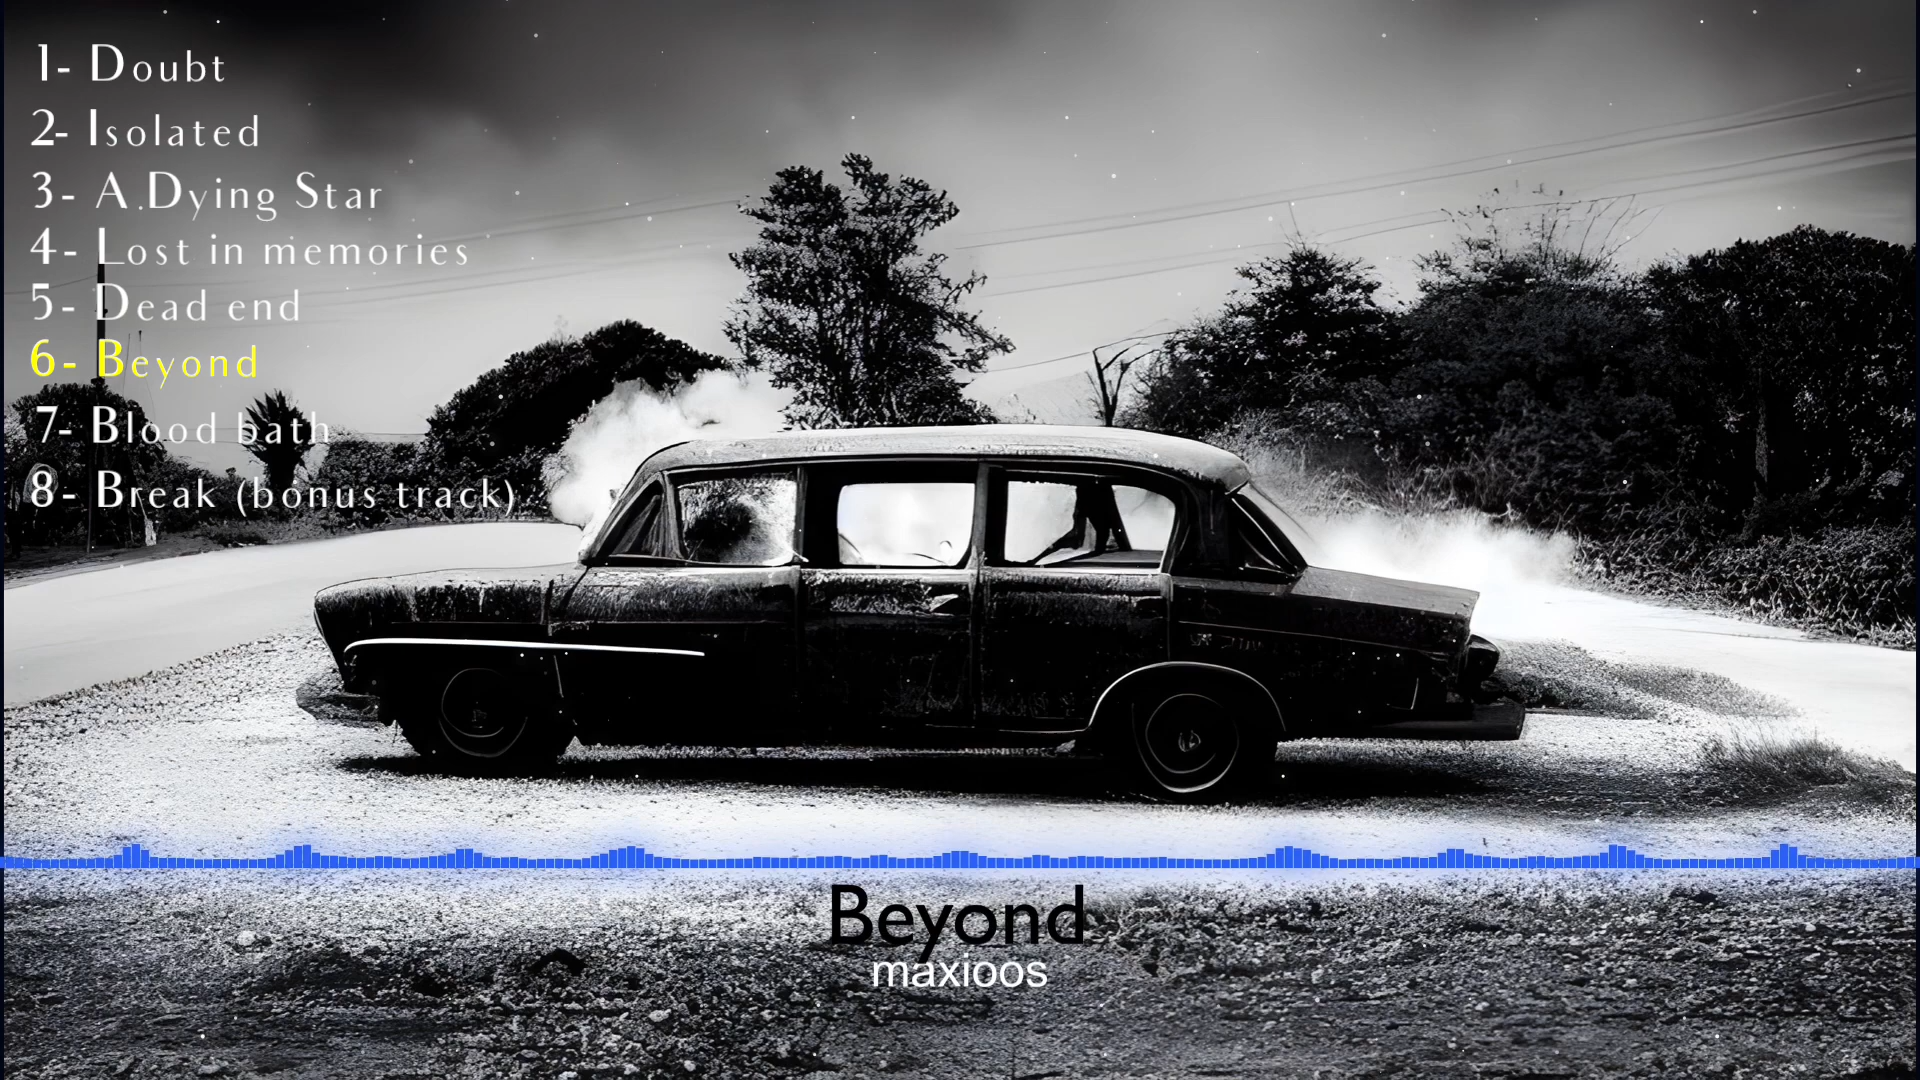 1- Doubt
2- Isolated
3- A.Dying Star
4- Lost in memories
5- Dead end
6- Beyond
7- Blood bath
8- Break (bonus track)
Beyond
maxioos